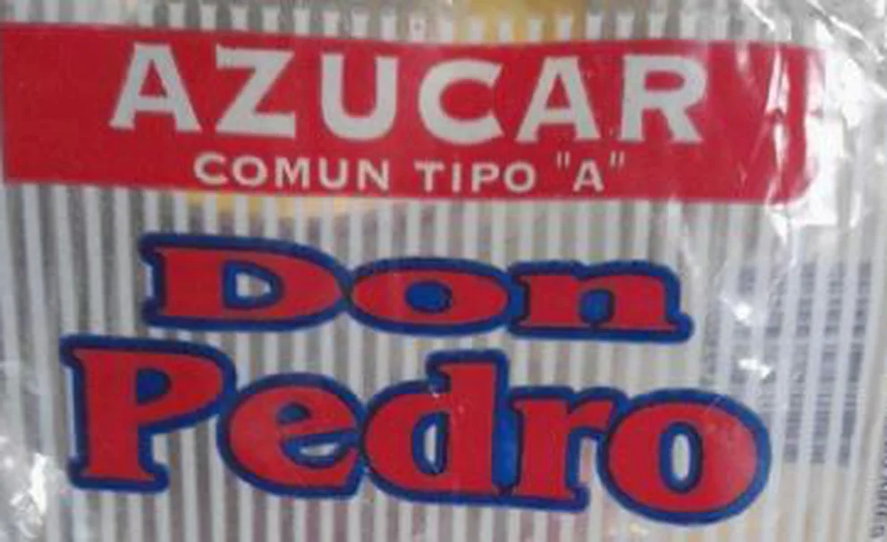 AZUCAR
COMUN TIPO "A"
Don
Pedro